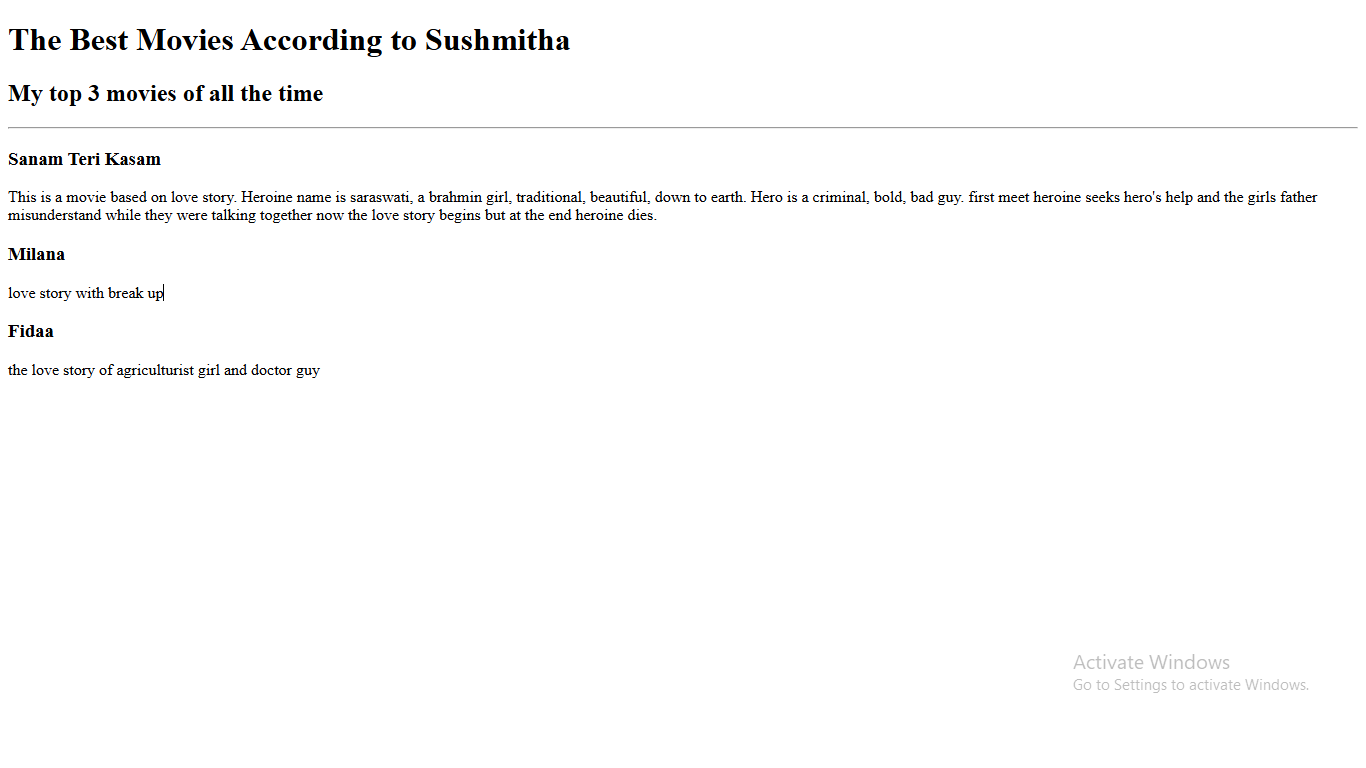 The Best Movies According to Sushmitha
My top 3 movies of all the time
Sanam Teri Kasam
This is a movie based on love story. Heroine name is saraswati, a brahmin girl, traditional, beautiful, down to earth. Hero is a criminal, bold, bad guy. first meet heroine seeks hero's help and the girls father
misunderstand while they were talking together now the love story begins but at the end heroine dies.
Milana
love story with break up
Fidaa
the love story of agriculturist girl and doctor guy
Activate Windows
Go to Settings to activate Windows.